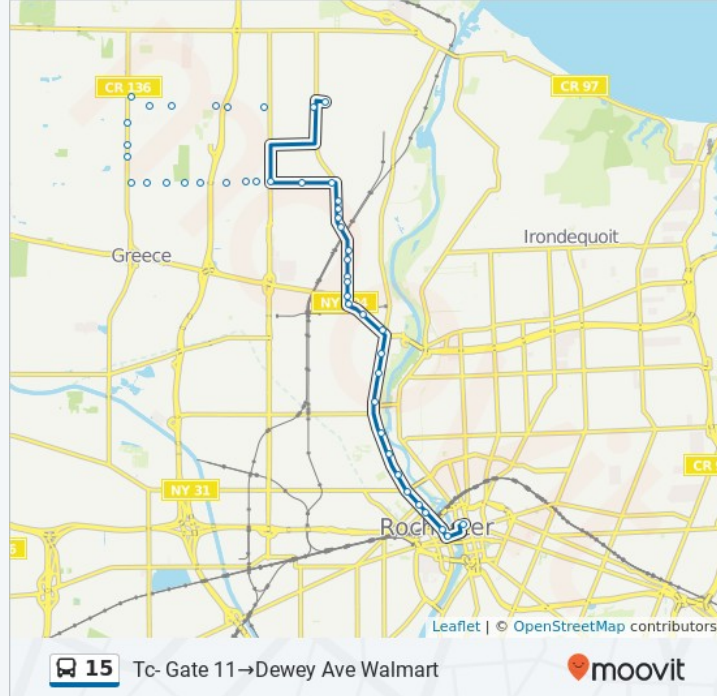 CR 136
CR 97
Irondequoit
Greece
NY
CR
NY 31
Rochester
Leaflet | © OpenStreetMap contributors
15 Tc- Gate 11→Dewey Ave Walmart
moovit